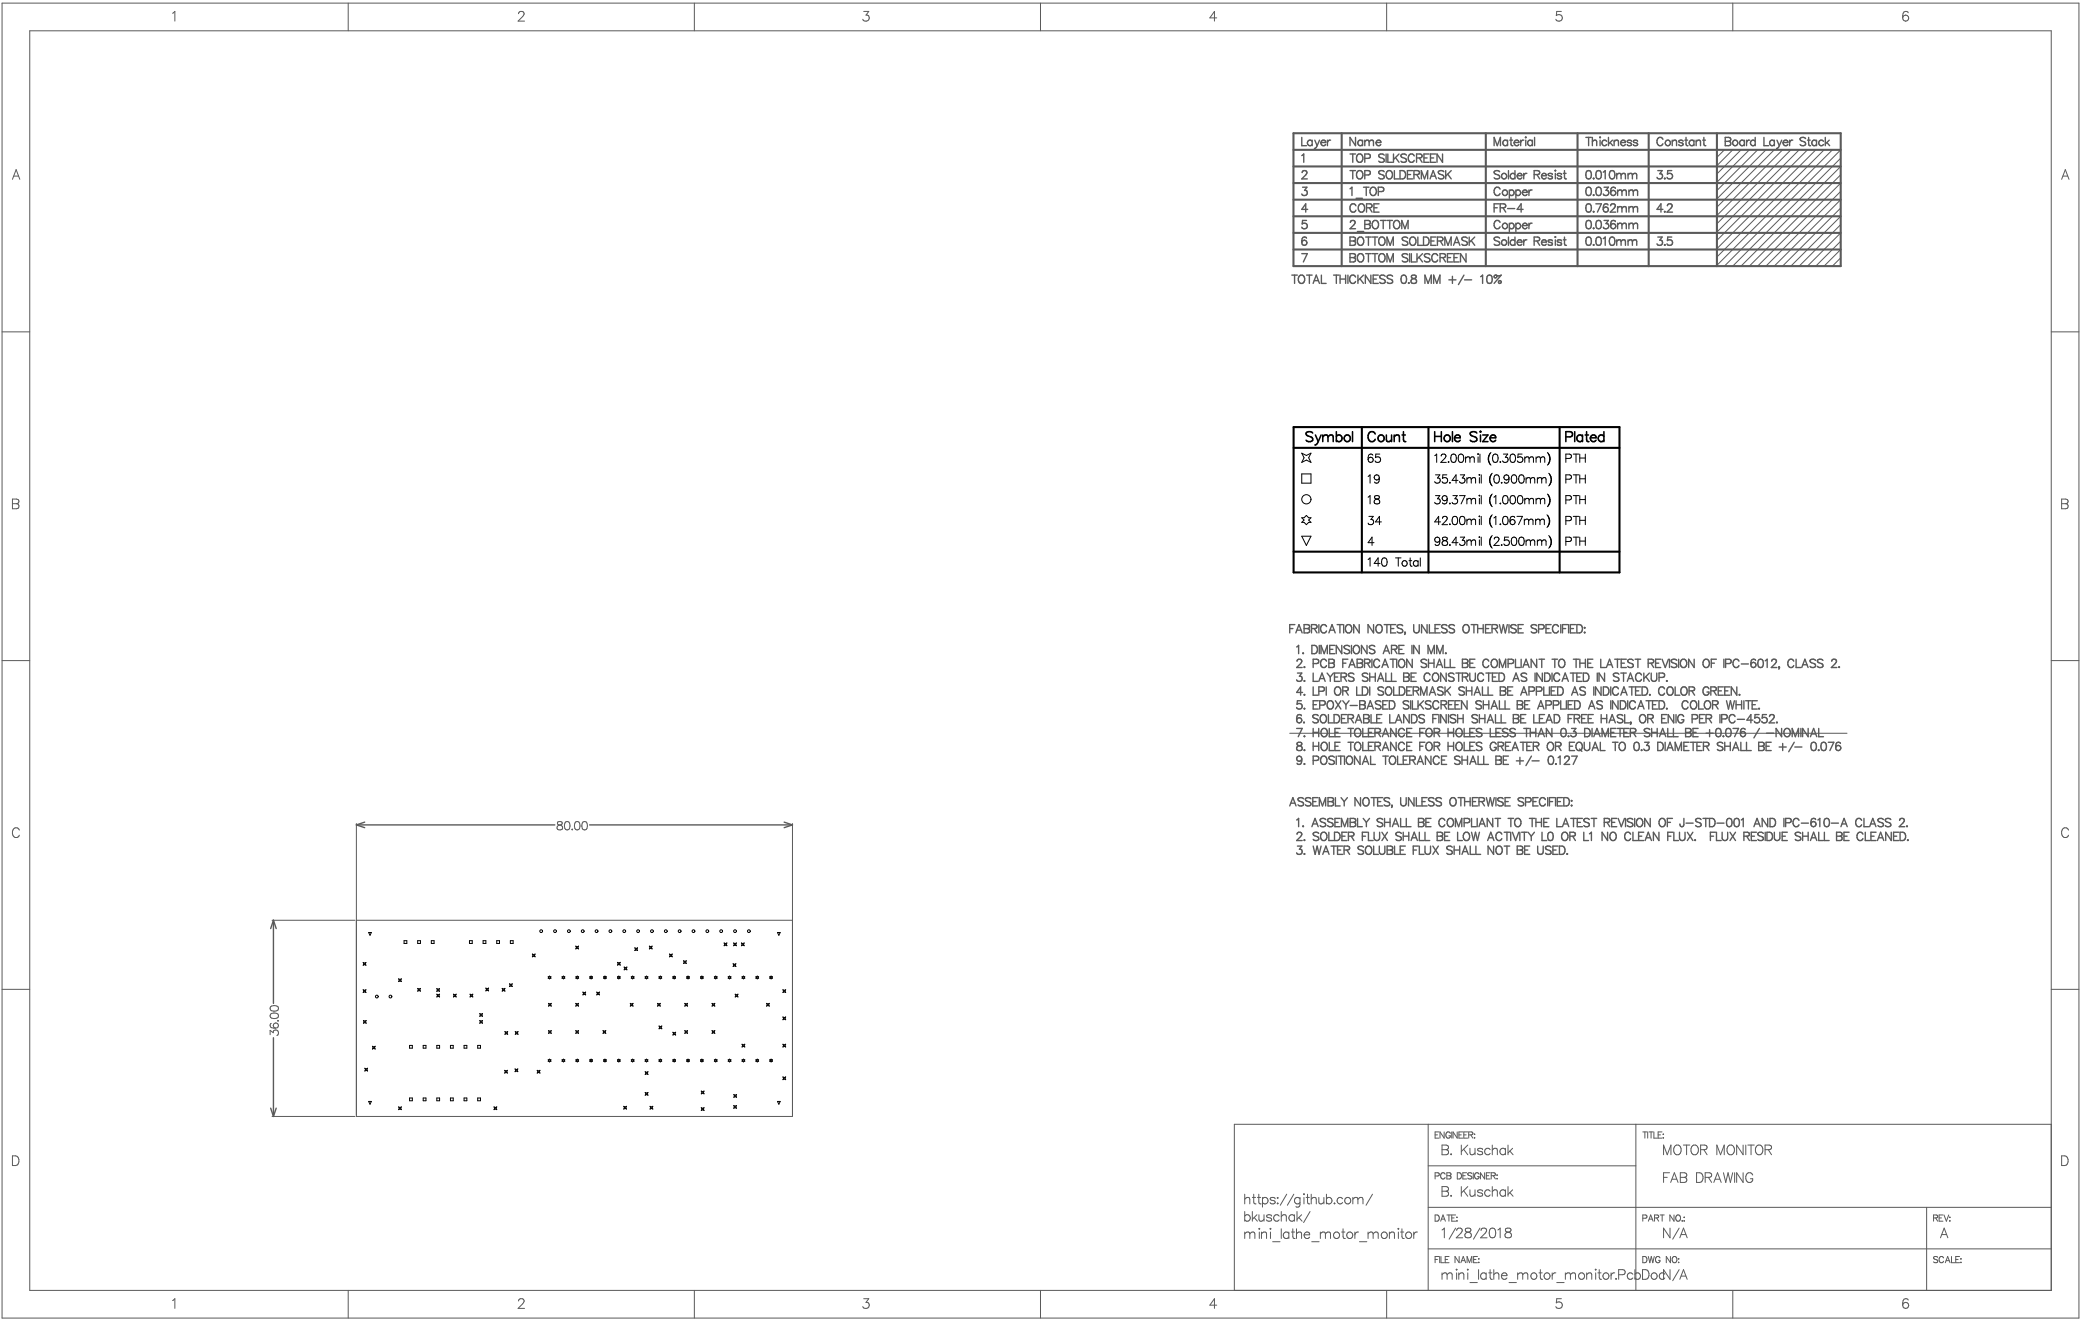 1 2 3 4 5 6
A A
Layer Name Material Thickness Constant Board Layer Stack
1 TOP SILKSCREEN
2 TOP SOLDERMASK Solder Resist 0.010mm 3.5
3 1_TOP Copper 0.036mm
4 CORE FR-4 0.762mm 4.2
5 2_BOTTOM Copper 0.036mm
6 BOTTOM SOLDERMASK Solder Resist 0.010mm 3.5
7 BOTTOM SILKSCREEN
TOTAL THICKNESS 0.8 MM +/- 10%
B B
Symbol Count Hole Size Plated
65 12.00mil (0.305mm) PTH
19 35.43mil (0.900mm) PTH
18 39.37mil (1.000mm) PTH
34 42.00mil (1.067mm) PTH
4 98.43mil (2.500mm) PTH
140 Total
FABRICATION NOTES, UNLESS OTHERWISE SPECIFIED:
1. DIMENSIONS ARE IN MM.
2. PCB FABRICATION SHALL BE COMPLIANT TO THE LATEST REVISION OF IPC-6012, CLASS 2.
3. LAYERS SHALL BE CONSTRUCTED AS INDICATED IN STACKUP.
4. LPI OR LDI SOLDERMASK SHALL BE APPLIED AS INDICATED. COLOR GREEN.
5. EPOXY-BASED SILKSCREEN SHALL BE APPLIED AS INDICATED. COLOR WHITE.
6. SOLDERABLE LANDS FINISH SHALL BE LEAD FREE HASL, OR ENIG PER IPC-4552.
7. HOLE TOLERANCE FOR HOLES LESS THAN 0.3 DIAMETER SHALL BE +0.076 / -NOMINAL
8. HOLE TOLERANCE FOR HOLES GREATER OR EQUAL TO 0.3 DIAMETER SHALL BE +/- 0.076
9. POSITIONAL TOLERANCE SHALL BE +/- 0.127
ASSEMBLY NOTES, UNLESS OTHERWISE SPECIFIED:
1. ASSEMBLY SHALL BE COMPLIANT TO THE LATEST REVISION OF J-STD-001 AND IPC-610-A CLASS 2.
2. SOLDER FLUX SHALL BE LOW ACTIVITY L0 OR L1 NO CLEAN FLUX. FLUX RESIDUE SHALL BE CLEANED.
3. WATER SOLUBLE FLUX SHALL NOT BE USED.
C C
80.00
36.00
D D
https://github.com/
bkuschak/
mini_lathe_motor_monitor
ENGINEER:
B. Kuschak
PCB DESIGNER:
B. Kuschak
DATE:
1/28/2018
FILE NAME:
mini_lathe_motor_monitor.PcbDoc
TITLE:
MOTOR MONITOR
FAB DRAWING
PART NO.:
N/A
REV:
A
DWG NO:
N/A
SCALE:
1 2 3 4 5 6